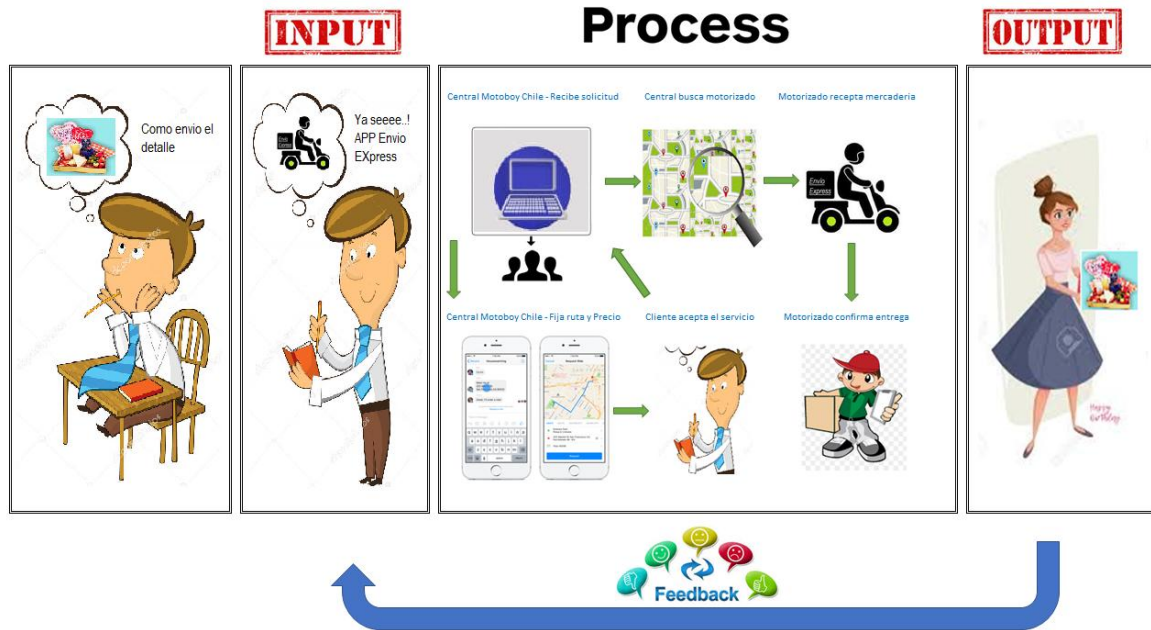 INPUT
Process
OUTPUT
Como envio el
detalle
Ya seeee..!
APP Envio
EXpress
Central Motoboy Chile - Recibe solicitud
Central busca motorizado
Motorizado recepta mercaderia
Envio
Express
Central Motoboy Chile - Fija ruta y Precio
Cliente acepta el servicio
Motorizado confirma entrega
Happy
Birthday
Feedback